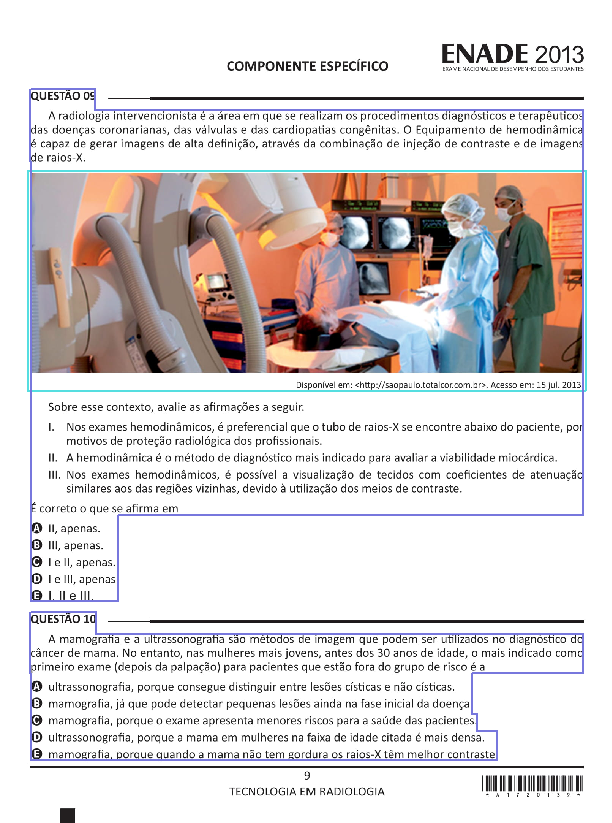 ENADE 2013
EXAME NACIONAL DE DESEMPENHO DOS ESTUDANTES
COMPONENTE ESPECÍFICO
QUESTÃO 09
A radiologia intervencionista é a área em que se realizam os procedimentos diagnósticos e terapêuticos
das doenças coronarianas, das válvulas e das cardiopatias congênitas. O Equipamento de hemodinâmica
é capaz de gerar imagens de alta definição, através da combinação de injeção de contraste e de imagens
de raios-X.
Disponível em: <http://saopaulo.totalcor.com.br>. Acesso em: 15 jul. 2013
Sobre esse contexto, avalie as afirmações a seguir.
I. Nos exames hemodinâmicos, é preferencial que o tubo de raios-X se encontre abaixo do paciente, por
motivos de proteção radiológica dos profissionais.
II. A hemodinâmica é o método de diagnóstico mais indicado para avaliar a viabilidade miocárdica.
III. Nos exames hemodinâmicos, é possível a visualização de tecidos com coeficientes de atenuação
similares aos das regiões vizinhas, devido à utilização dos meios de contraste.
É correto o que se afirma em
A II, apenas.
B III, apenas.
C I e II, apenas.
D I e III, apenas
E I, II e III.
QUESTÃO 10
A mamografia e a ultrassonografia são métodos de imagem que podem ser utilizados no diagnóstico do
câncer de mama. No entanto, nas mulheres mais jovens, antes dos 30 anos de idade, o mais indicado como
primeiro exame (depois da palpação) para pacientes que estão fora do grupo de risco é a
A ultrassonografia, porque consegue distinguir entre lesões císticas e não císticas.
B mamografia, já que pode detectar pequenas lesões ainda na fase inicial da doença
C mamografia, porque o exame apresenta menores riscos para a saúde das pacientes.
D ultrassonografia, porque a mama em mulheres na faixa de idade citada é mais densa.
E mamografia, porque quando a mama não tem gordura os raios-X têm melhor contraste
9
TECNOLOGIA EM RADIOLOGIA
*A1720139*